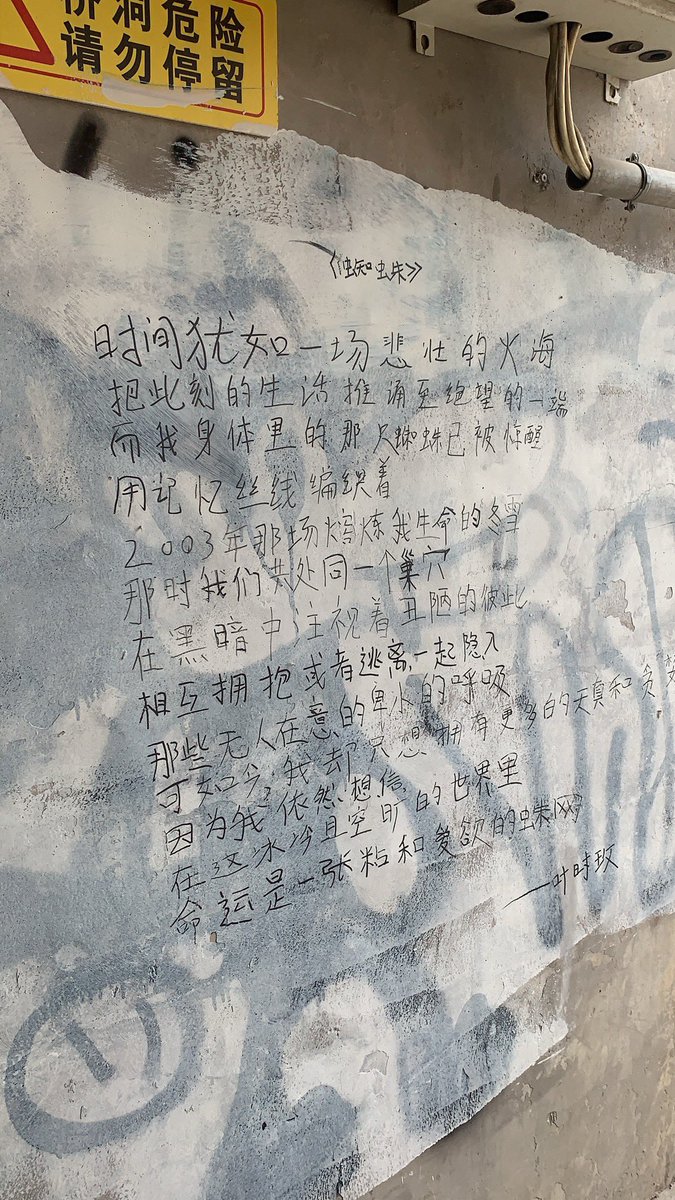 桥洞危险
请勿停留
《蜘蛛》
时间犹如一场悲壮的火海
把此刻的生活推涌至绝望的一端
而我身体里的那只蜘蛛已被惊醒
用记忆丝线编织着
2003年那场熔炼我生命的冬雪
那时我们共处同一个巢穴
在黑暗中注视着丑陋的彼此
相互拥抱或者逃离,一起隐入
那些无人在意的卑水的呼吸
可如今,我却只想拥有更多的天真和贪婪
因为我依然想信
在这冰冷且空旷的世界里
命运是一张粘和爱欲的蛛网
——叶时玫